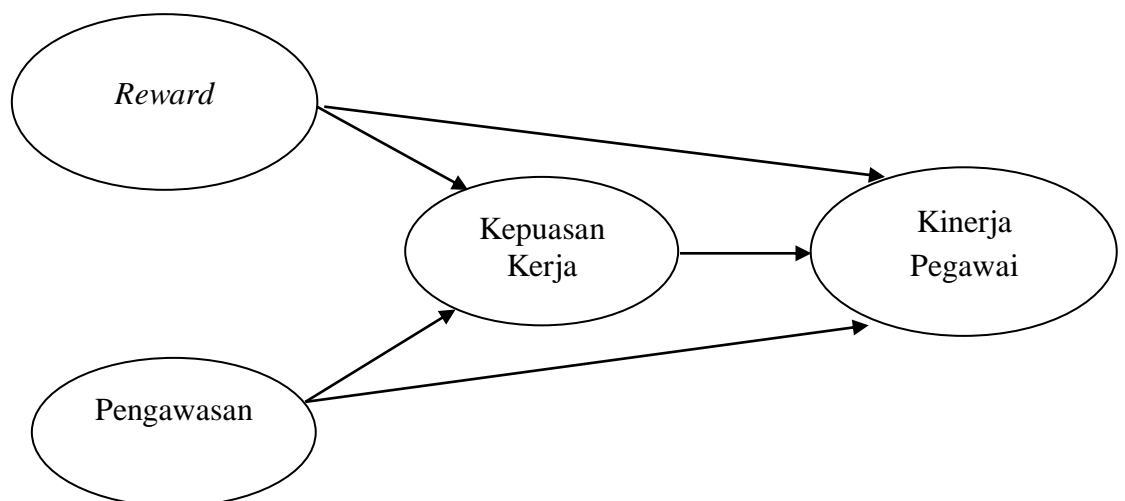 Reward
Kepuasan
Kerja
Kinerja
Pegawai
Pengawasan